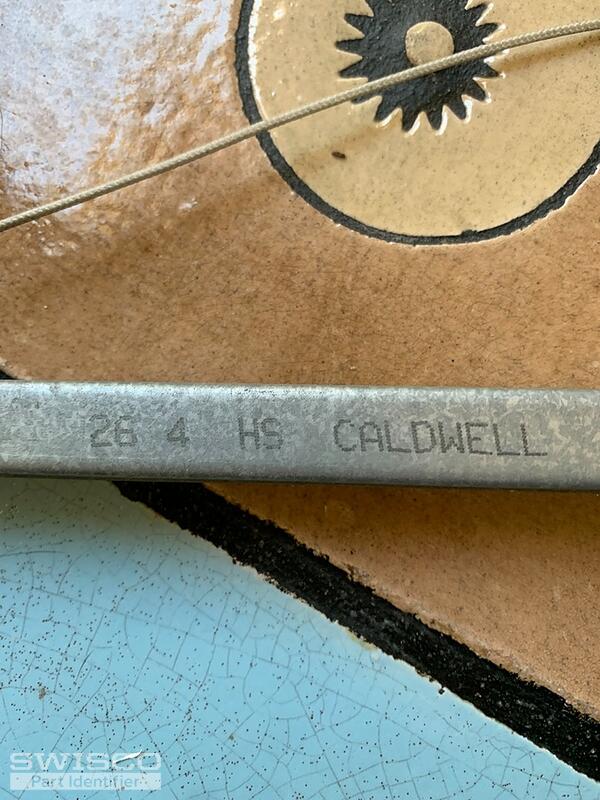 26 4 HS CALDWELL
SWISCO
Part Identifier